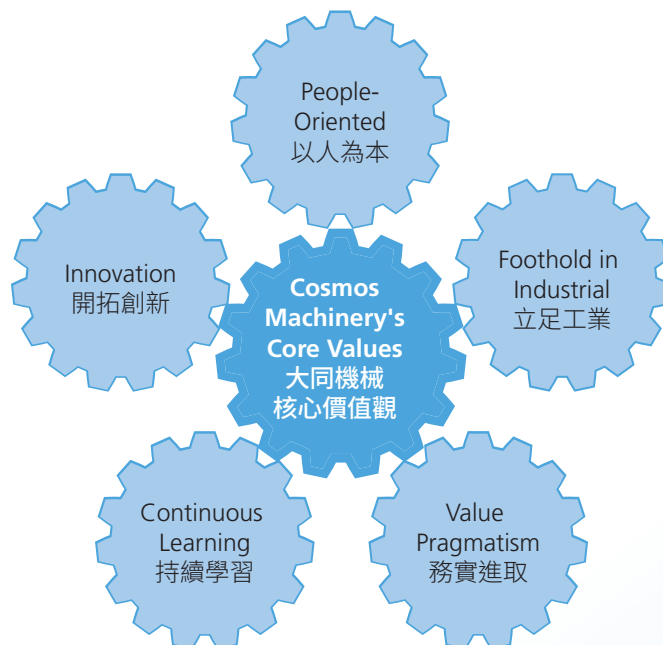 People-
Oriented
以人為本
Innovation
開拓創新
Foothold in
Industrial
立足工業
Cosmos
Machinery's
Core Values
大同機械
核心價值觀
Continuous
Learning
持續學習
Value
Pragmatism
務實進取